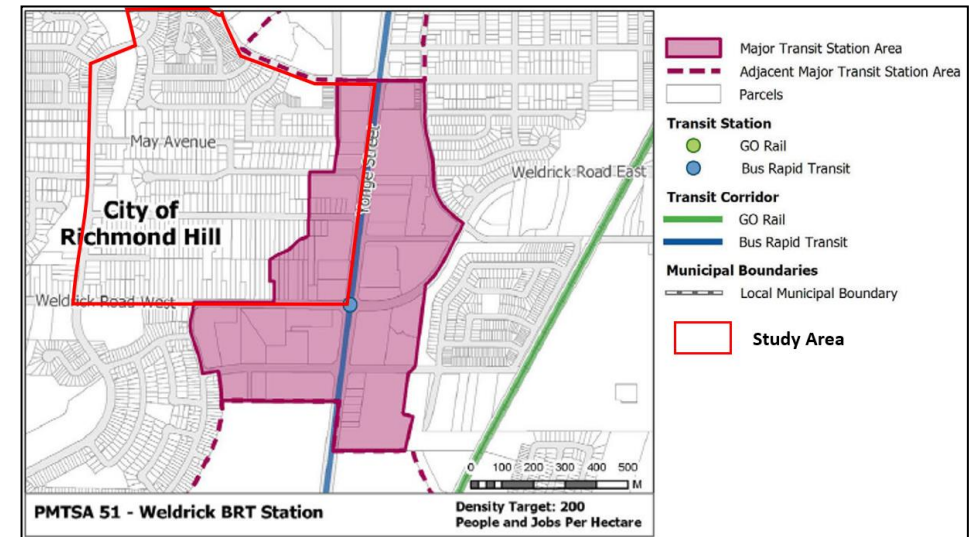 Major Transit Station Area
Adjacent Major Transit Station Area
Parcels
Transit Station
GO Rail
Bus Rapid Transit
Transit Corridor
GO Rail
Bus Rapid Transit
Municipal Boundaries
Local Municipal Boundary
Study Area
May Avenue
Yonge Street
Weldrick Road East
City of
Richmond Hill
Weldrick Road West
0 100 200 300 400 500
M
PMTSA 51 - Weldrick BRT Station
Density Target: 200
People and Jobs Per Hectare